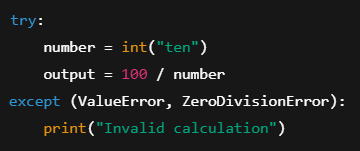 try:
    number = int("ten")
    output = 100 / number
except (ValueError, ZeroDivisionError):
    print("Invalid calculation")